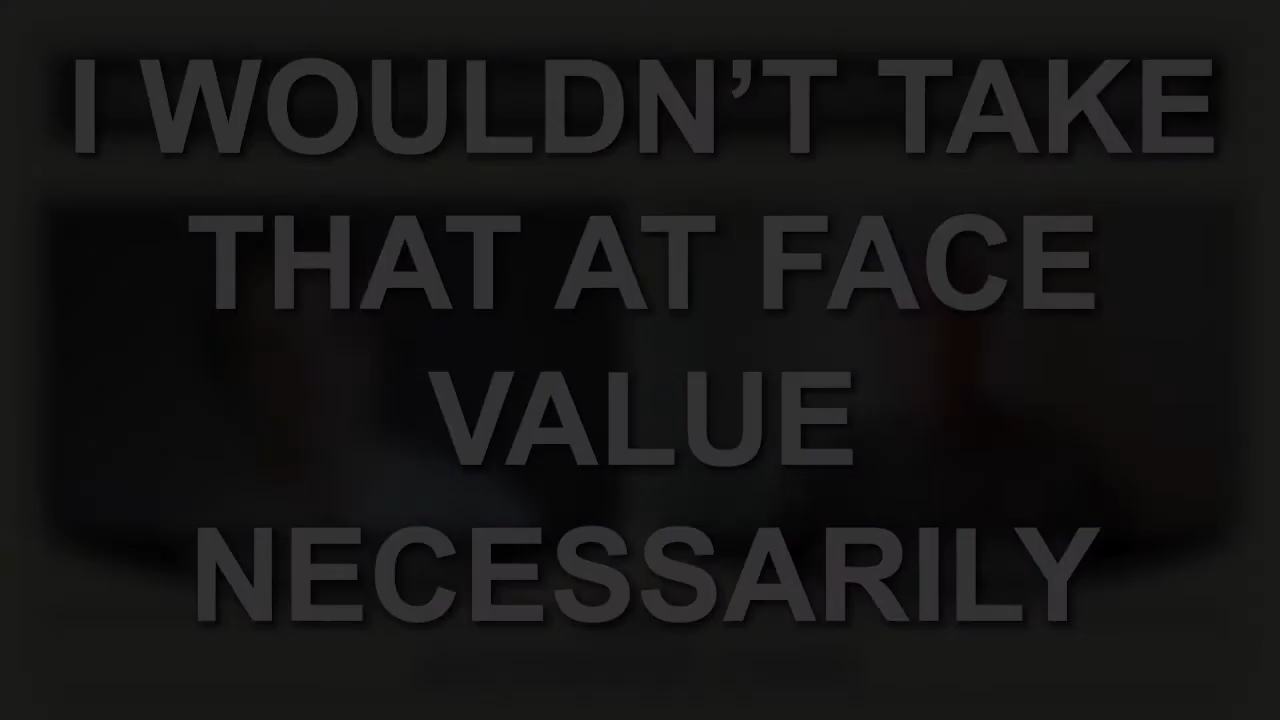 I WOULDN’T TAKE
THAT AT FACE
VALUE
NECESSARILY